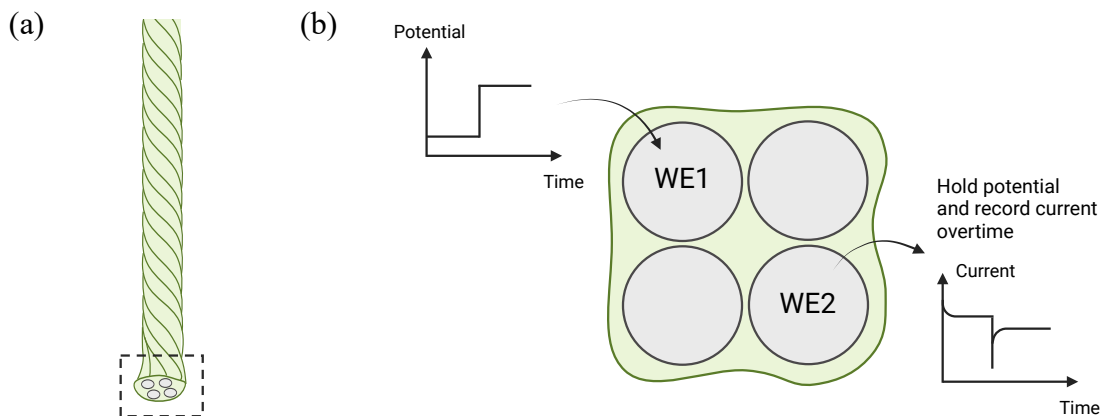 (a)
(b)
Potential
Time
WE1
WE2
Hold potential
and record current
overtime
Current
Time